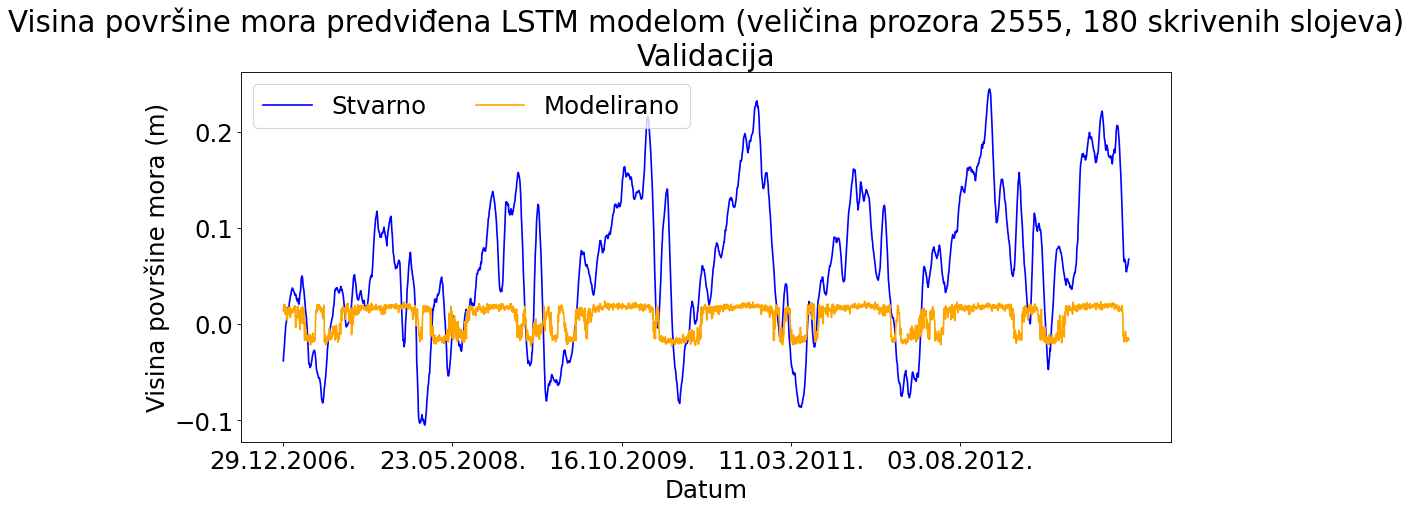 Visina površine mora predviđena LSTM modelom (veličina prozora 2555, 180 skrivenih slojeva)
Validacija
Stvarno Modelirano
Visina površine mora (m)
0.2
0.1
0.0
−0.1
29.12.2006. 23.05.2008. 16.10.2009. 11.03.2011. 03.08.2012.
Datum